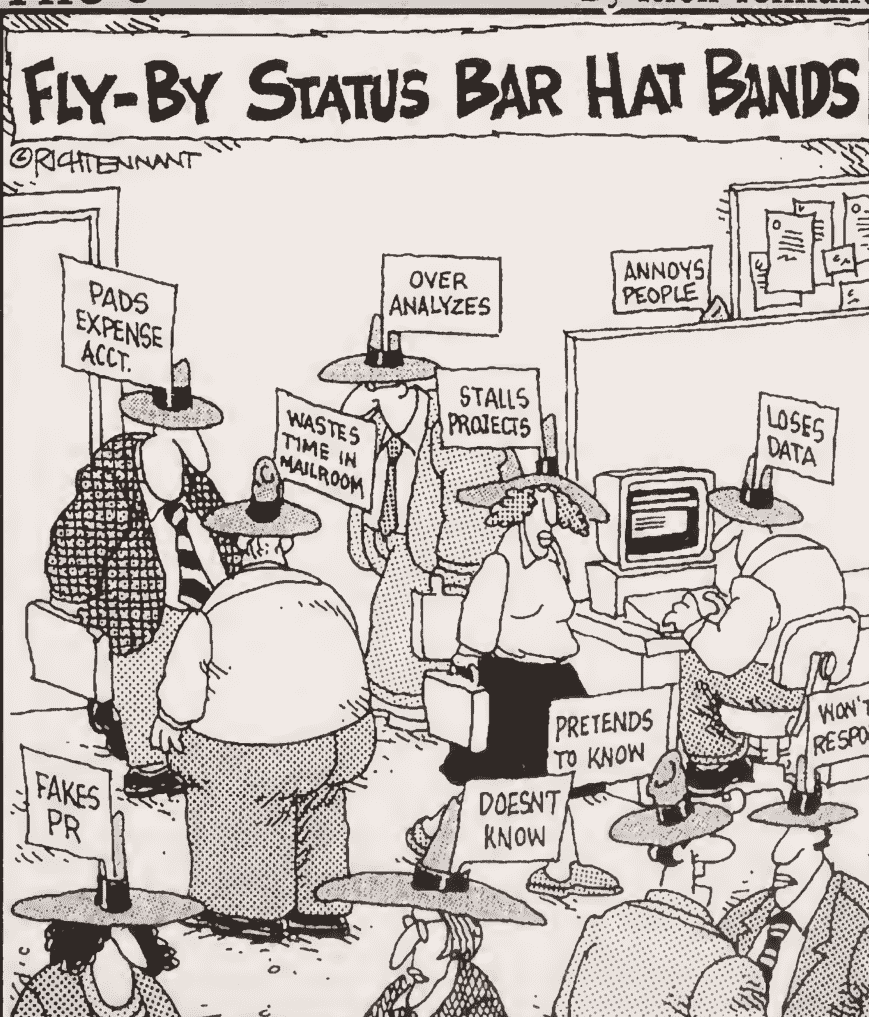 FLY-BY STATUS BAR HAT BANDS
©RICHTENNANT
PADS
EXPENSE
ACCT.
OVER
ANALYZES
ANNOYS
PEOPLE
WASTES
TIME IN
MAILROOM
STALLS
PROJECTS
LOSES
DATA
PRETENDS
TO KNOW
WON'T
FAKES
PR
DOESN'T
KNOW